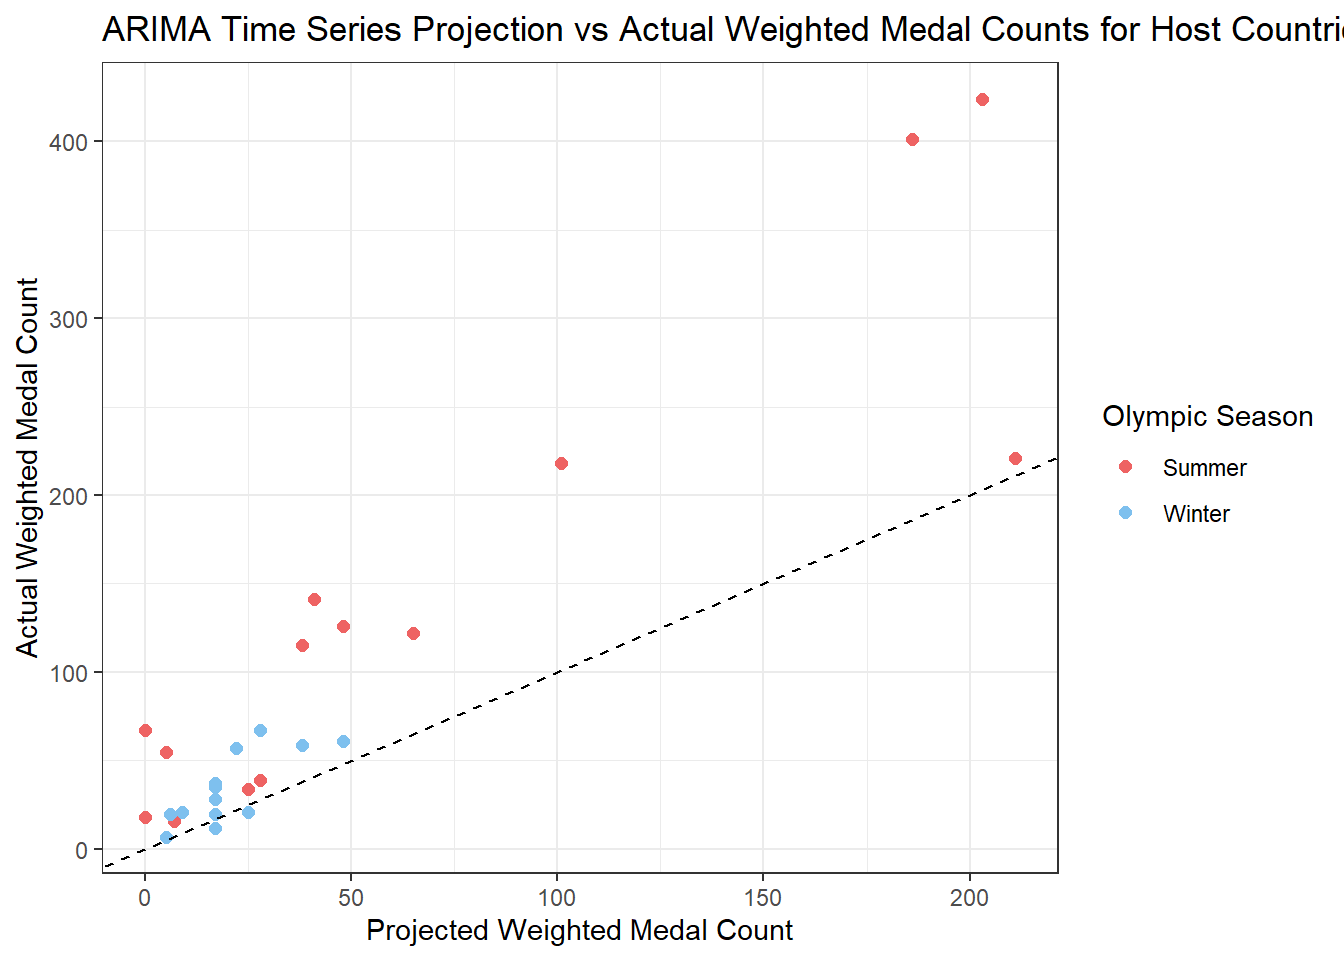 ARIMA Time Series Projection vs Actual Weighted Medal Counts for Host
Actual Weighted Medal Count
400
300
200
100
0
0 50 100 150 200
Projected Weighted Medal Count
Olympic Season
Summer
Winter